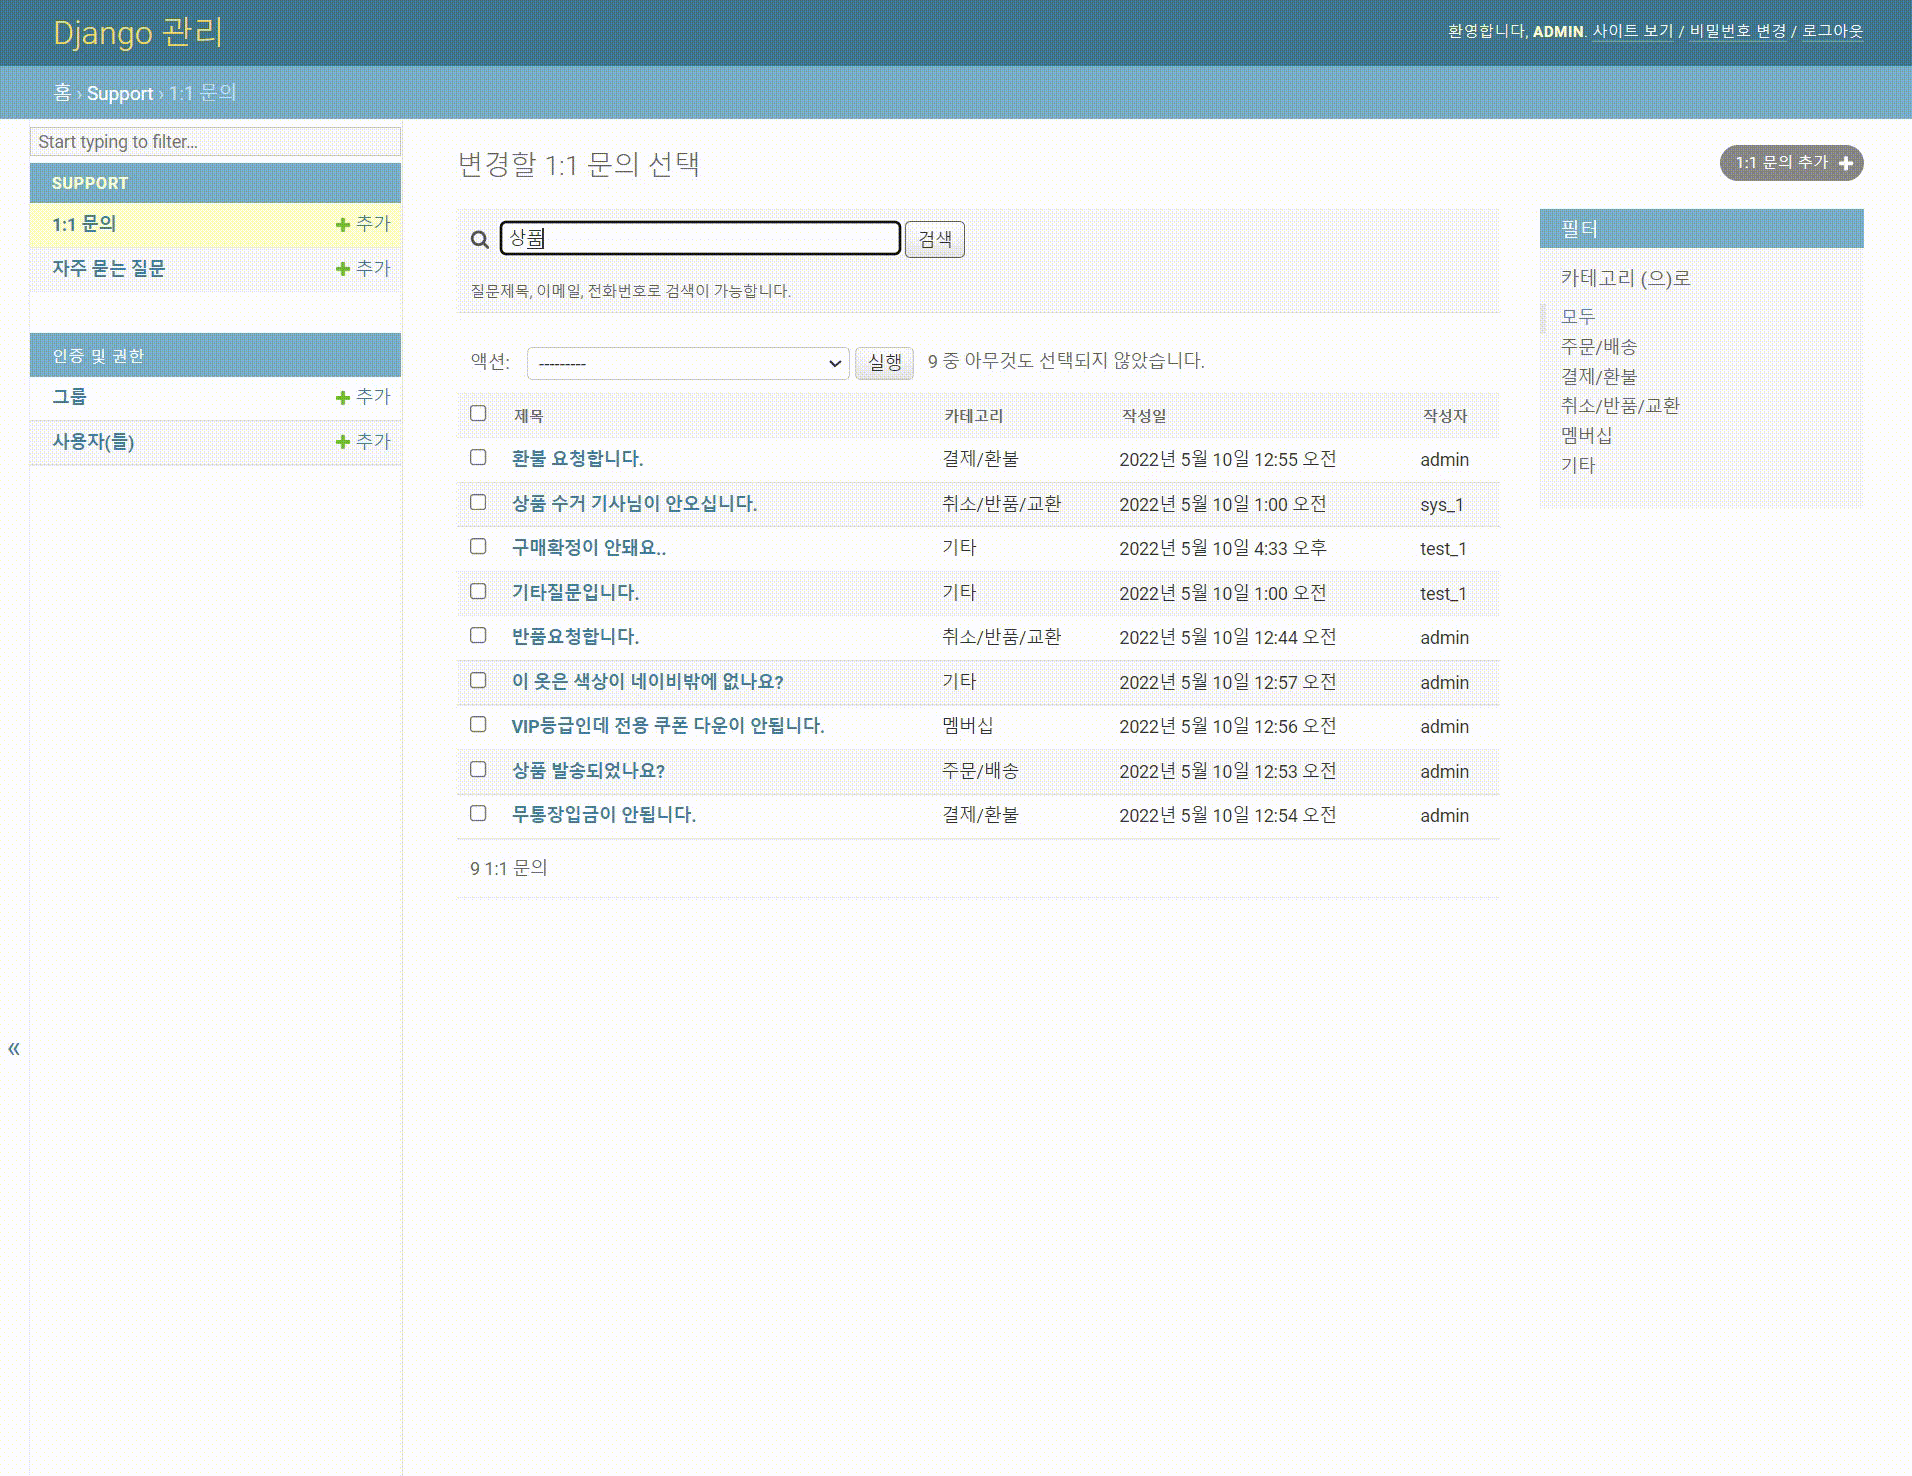 Django 관리
환영합니다, ADMIN. 사이트 보기 / 비밀번호 변경 / 로그아웃
홈 › Support › 1:1 문의
Start typing to filter...
SUPPORT
1:1 문의 추가
자주 묻는 질문 추가
인증 및 권한
그룹 추가
사용자(들) 추가
«
변경할 1:1 문의 선택
1:1 문의 추가
상품 검색
질문제목, 이메일, 전화번호로 검색이 가능합니다.
액션: --------- 실행 9 중 아무것도 선택되지 않았습니다.
제목 카테고리 작성일 작성자
환불 요청합니다. 결제/환불 2022년 5월 10일 12:55 오전 admin
상품 수거 기사님이 안오십니다. 취소/반품/교환 2022년 5월 10일 1:00 오전 sys_1
구매확정이 안돼요.. 기타 2022년 5월 10일 4:33 오후 test_1
기타질문입니다. 기타 2022년 5월 10일 1:00 오전 test_1
반품요청합니다. 취소/반품/교환 2022년 5월 10일 12:44 오전 admin
이 옷은 색상이 네이비밖에 없나요? 기타 2022년 5월 10일 12:57 오전 admin
VIP등급인데 전용 쿠폰 다운이 안됩니다. 멤버십 2022년 5월 10일 12:56 오전 admin
상품 발송되었나요? 주문/배송 2022년 5월 10일 12:53 오전 admin
무통장입금이 안됩니다. 결제/환불 2022년 5월 10일 12:54 오전 admin
9 1:1 문의
필터
카테고리 (으)로
모두
주문/배송
결제/환불
취소/반품/교환
멤버십
기타